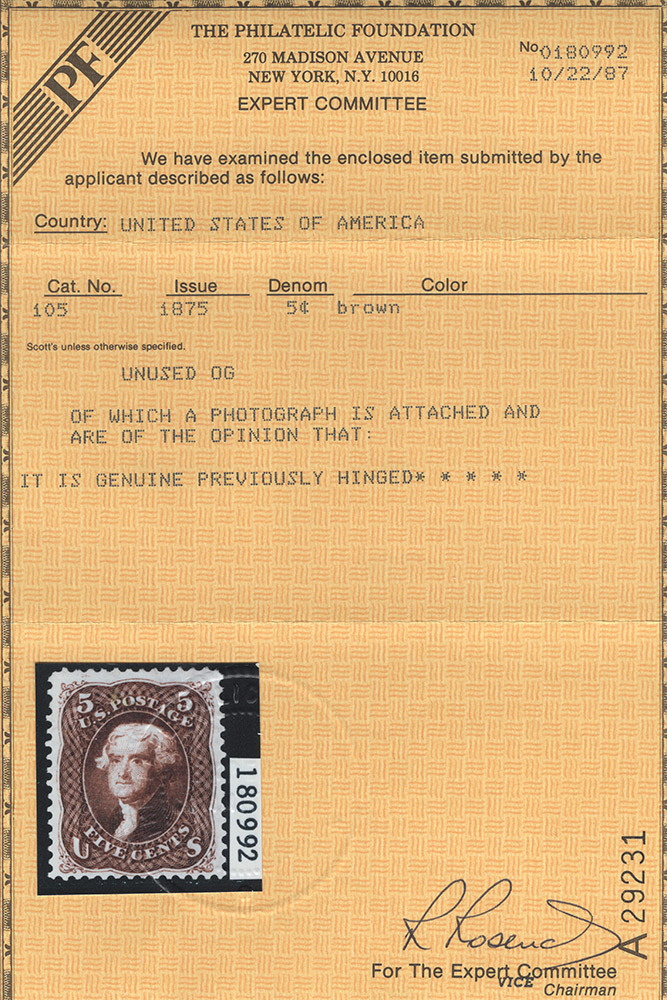 PF
THE PHILATELIC FOUNDATION
270 MADISON AVENUE
NEW YORK, N.Y. 10016
EXPERT COMMITTEE
No 0180992
10/22/87
We have examined the enclosed item submitted by the
applicant described as follows:
Country: UNITED STATES OF AMERICA
Cat. No. Issue Denom Color
105 1875 5¢ brown
Scott's unless otherwise specified.
UNUSED OG
OF WHICH A PHOTOGRAPH IS ATTACHED AND
ARE OF THE OPINION THAT:
IT IS GENUINE PREVIOUSLY HINGED* * * * *
5 5
U.S. POSTAGE
FIVE CENTS
U S
180992
A 29231
For The Expert Committee
VICE Chairman